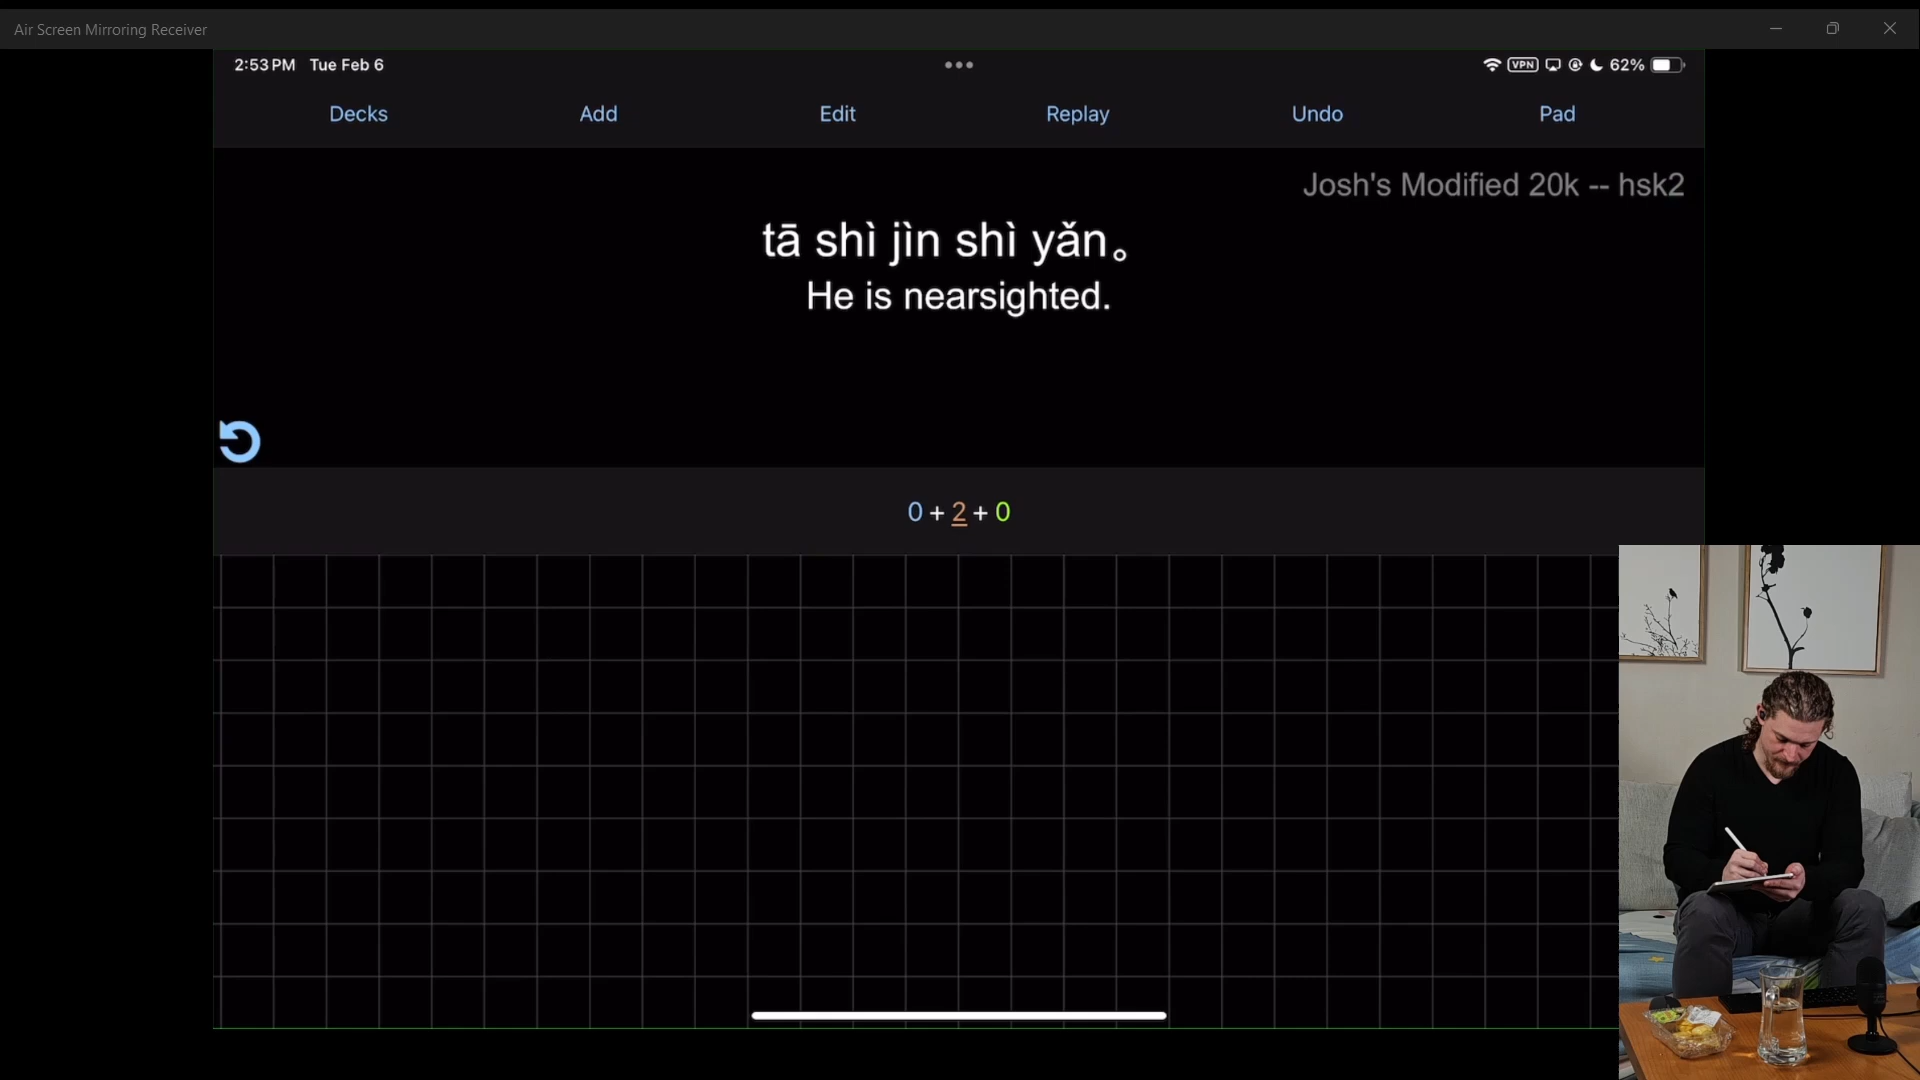 Air Screen Mirroring Receiver
2:53 PM Tue Feb 6
VPN 62%
Decks Add Edit Replay Undo Pad
Josh's Modified 20k -- hsk2
tā shì jìn shì yǎn。
He is nearsighted.
0 + 2 + 0